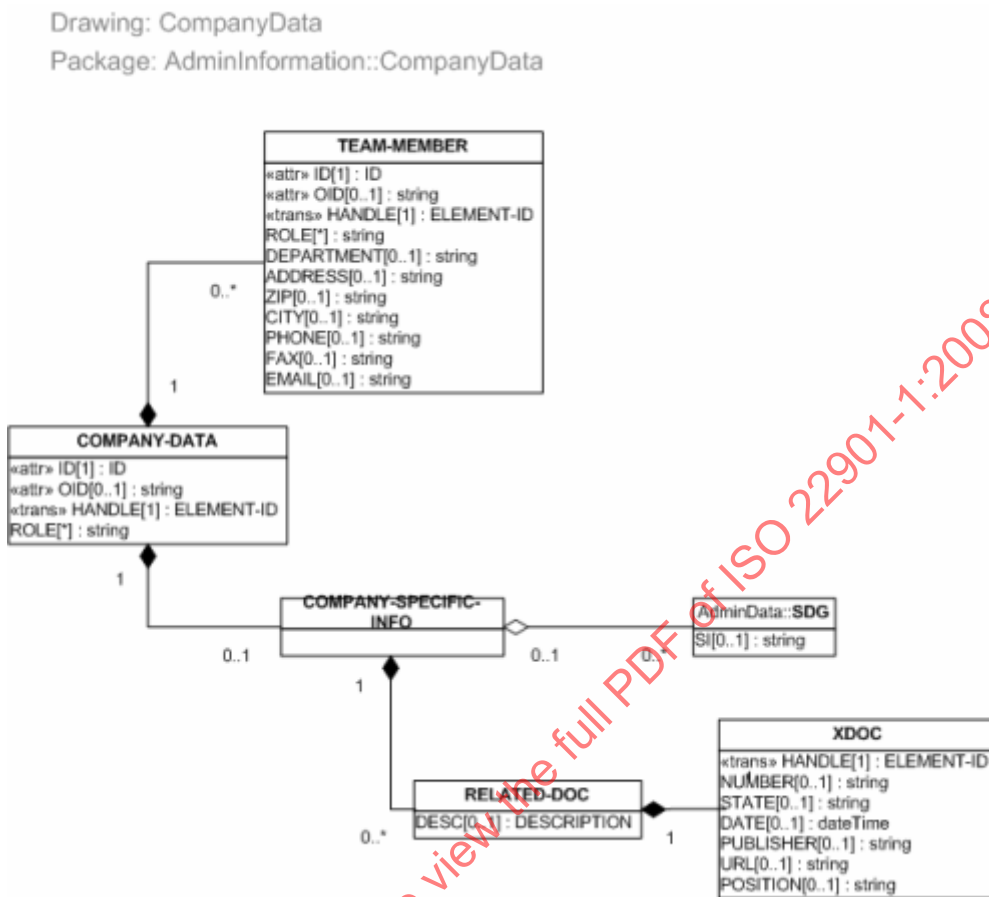 Drawing: CompanyData
Package: AdminInformation::CompanyData
TEAM-MEMBER
«attr» ID[1] : ID
«attr» OID[0..1] : string
«trans» HANDLE[1] : ELEMENT-ID
ROLE[*] : string
DEPARTMENT[0..1] : string
ADDRESS[0..1] : string
ZIP[0..1] : string
CITY[0..1] : string
PHONE[0..1] : string
FAX[0..1] : string
EMAIL[0..1] : string
0..*
1
COMPANY-DATA
«attr» ID[1] : ID
«attr» OID[0..1] : string
«trans» HANDLE[1] : ELEMENT-ID
ROLE[*] : string
1
COMPANY-SPECIFIC-
INFO
0..1
0..1
0..*
AdminData::SDG
SI[0..1] : string
1
RELATED-DOC
DESC[0..1] : DESCRIPTION
0..*
1
XDOC
«trans» HANDLE[1] : ELEMENT-ID
NUMBER[0..1] : string
STATE[0..1] : string
DATE[0..1] : dateTime
PUBLISHER[0..1] : string
URL[0..1] : string
POSITION[0..1] : string
view the full PDF of ISO 22901-1:2008